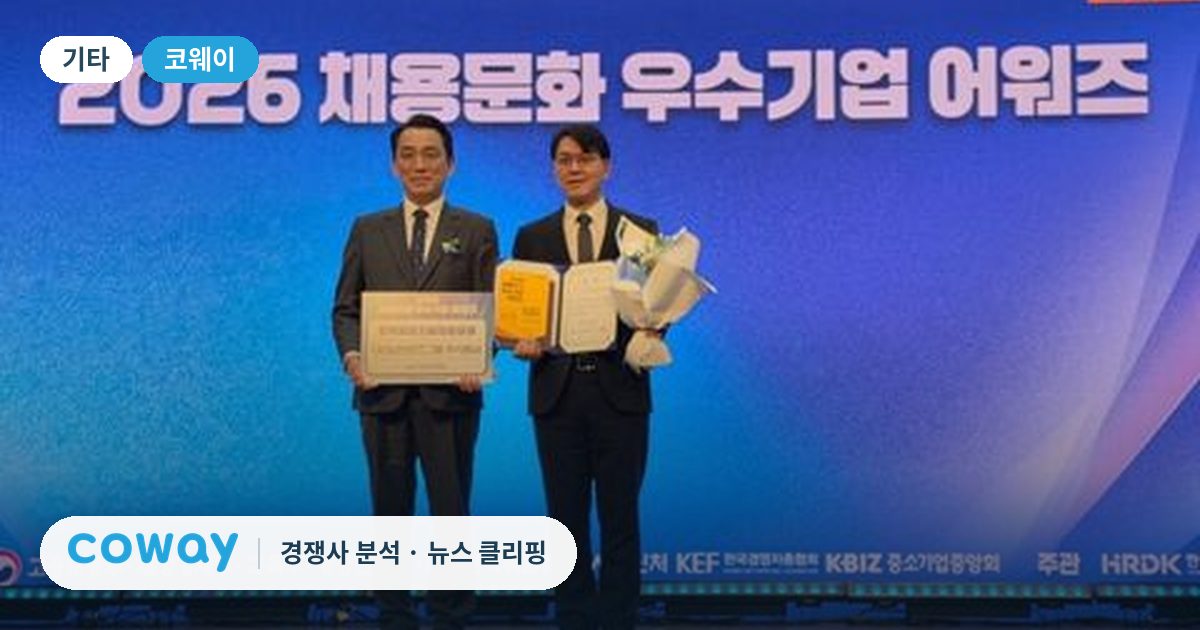 기타 코웨이
2026 채용문화 우수기업 어워즈
coway 경쟁사 분석 · 뉴스 클리핑
KEF 한국경영자총협회 K-BIZ 중소기업중앙회 주관 HRDK